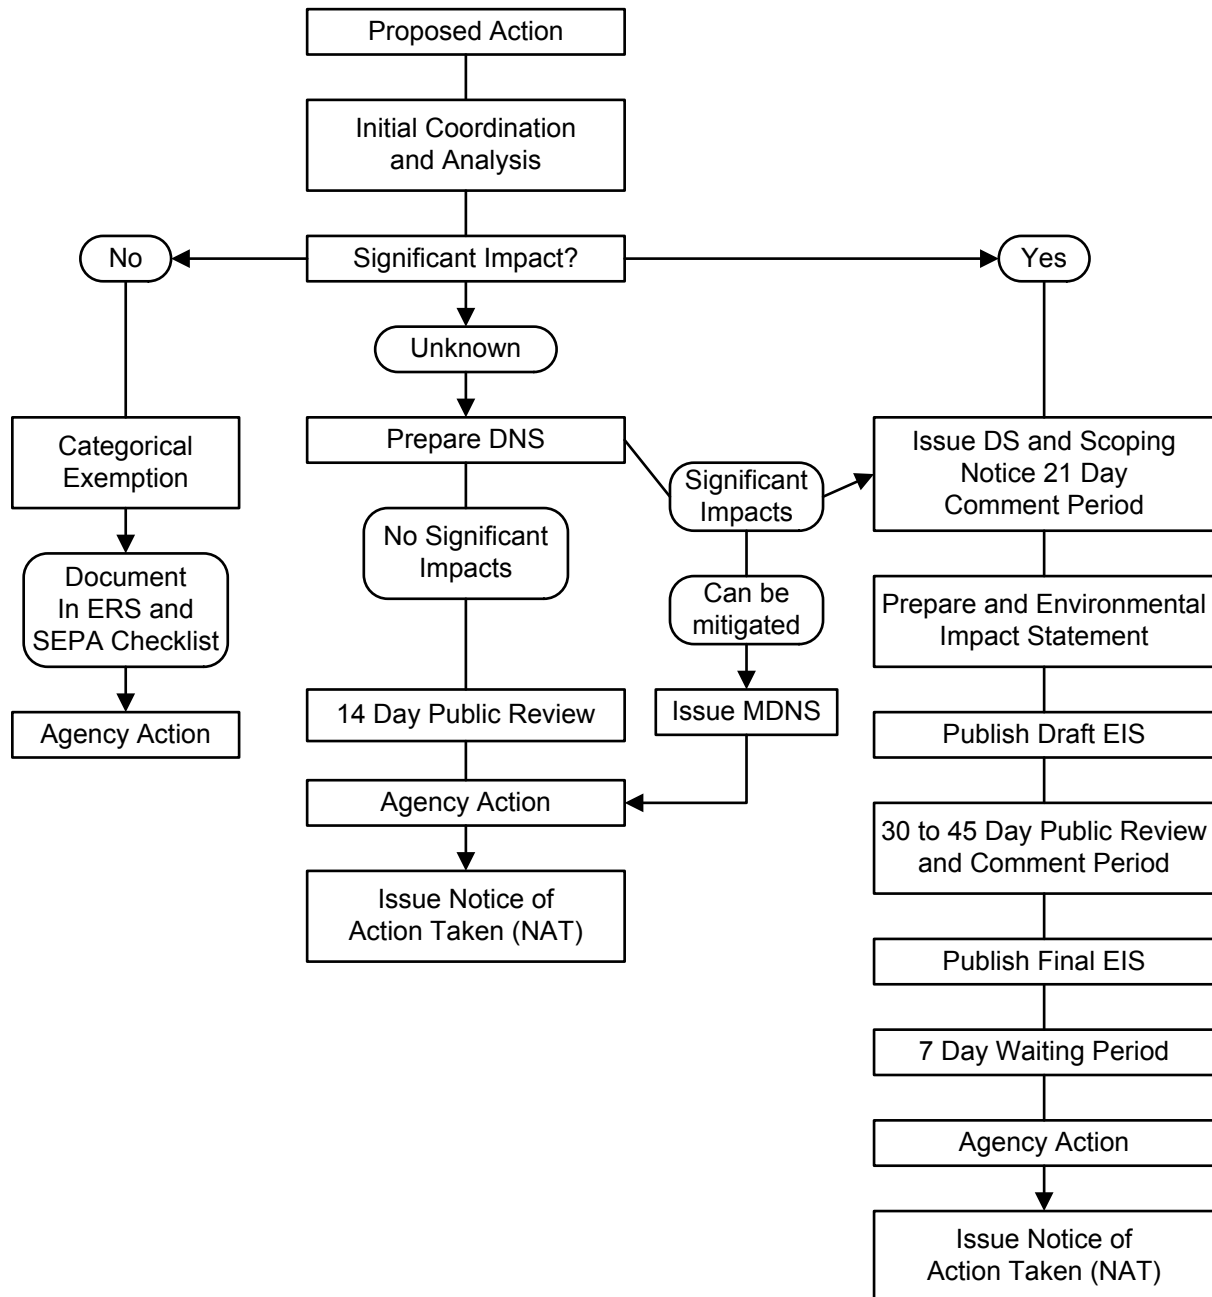 Proposed Action
Initial Coordination
and Analysis
No
Significant Impact?
Yes
Unknown
Categorical
Exemption
Prepare DNS
Significant
Impacts
Issue DS and Scoping
Notice 21 Day
Comment Period
No Significant
Impacts
Document
In ERS and
SEPA Checklist
Can be
mitigated
Prepare and Environmental
Impact Statement
Agency Action
14 Day Public Review
Issue MDNS
Publish Draft EIS
Agency Action
30 to 45 Day Public Review
and Comment Period
Issue Notice of
Action Taken (NAT)
Publish Final EIS
7 Day Waiting Period
Agency Action
Issue Notice of
Action Taken (NAT)